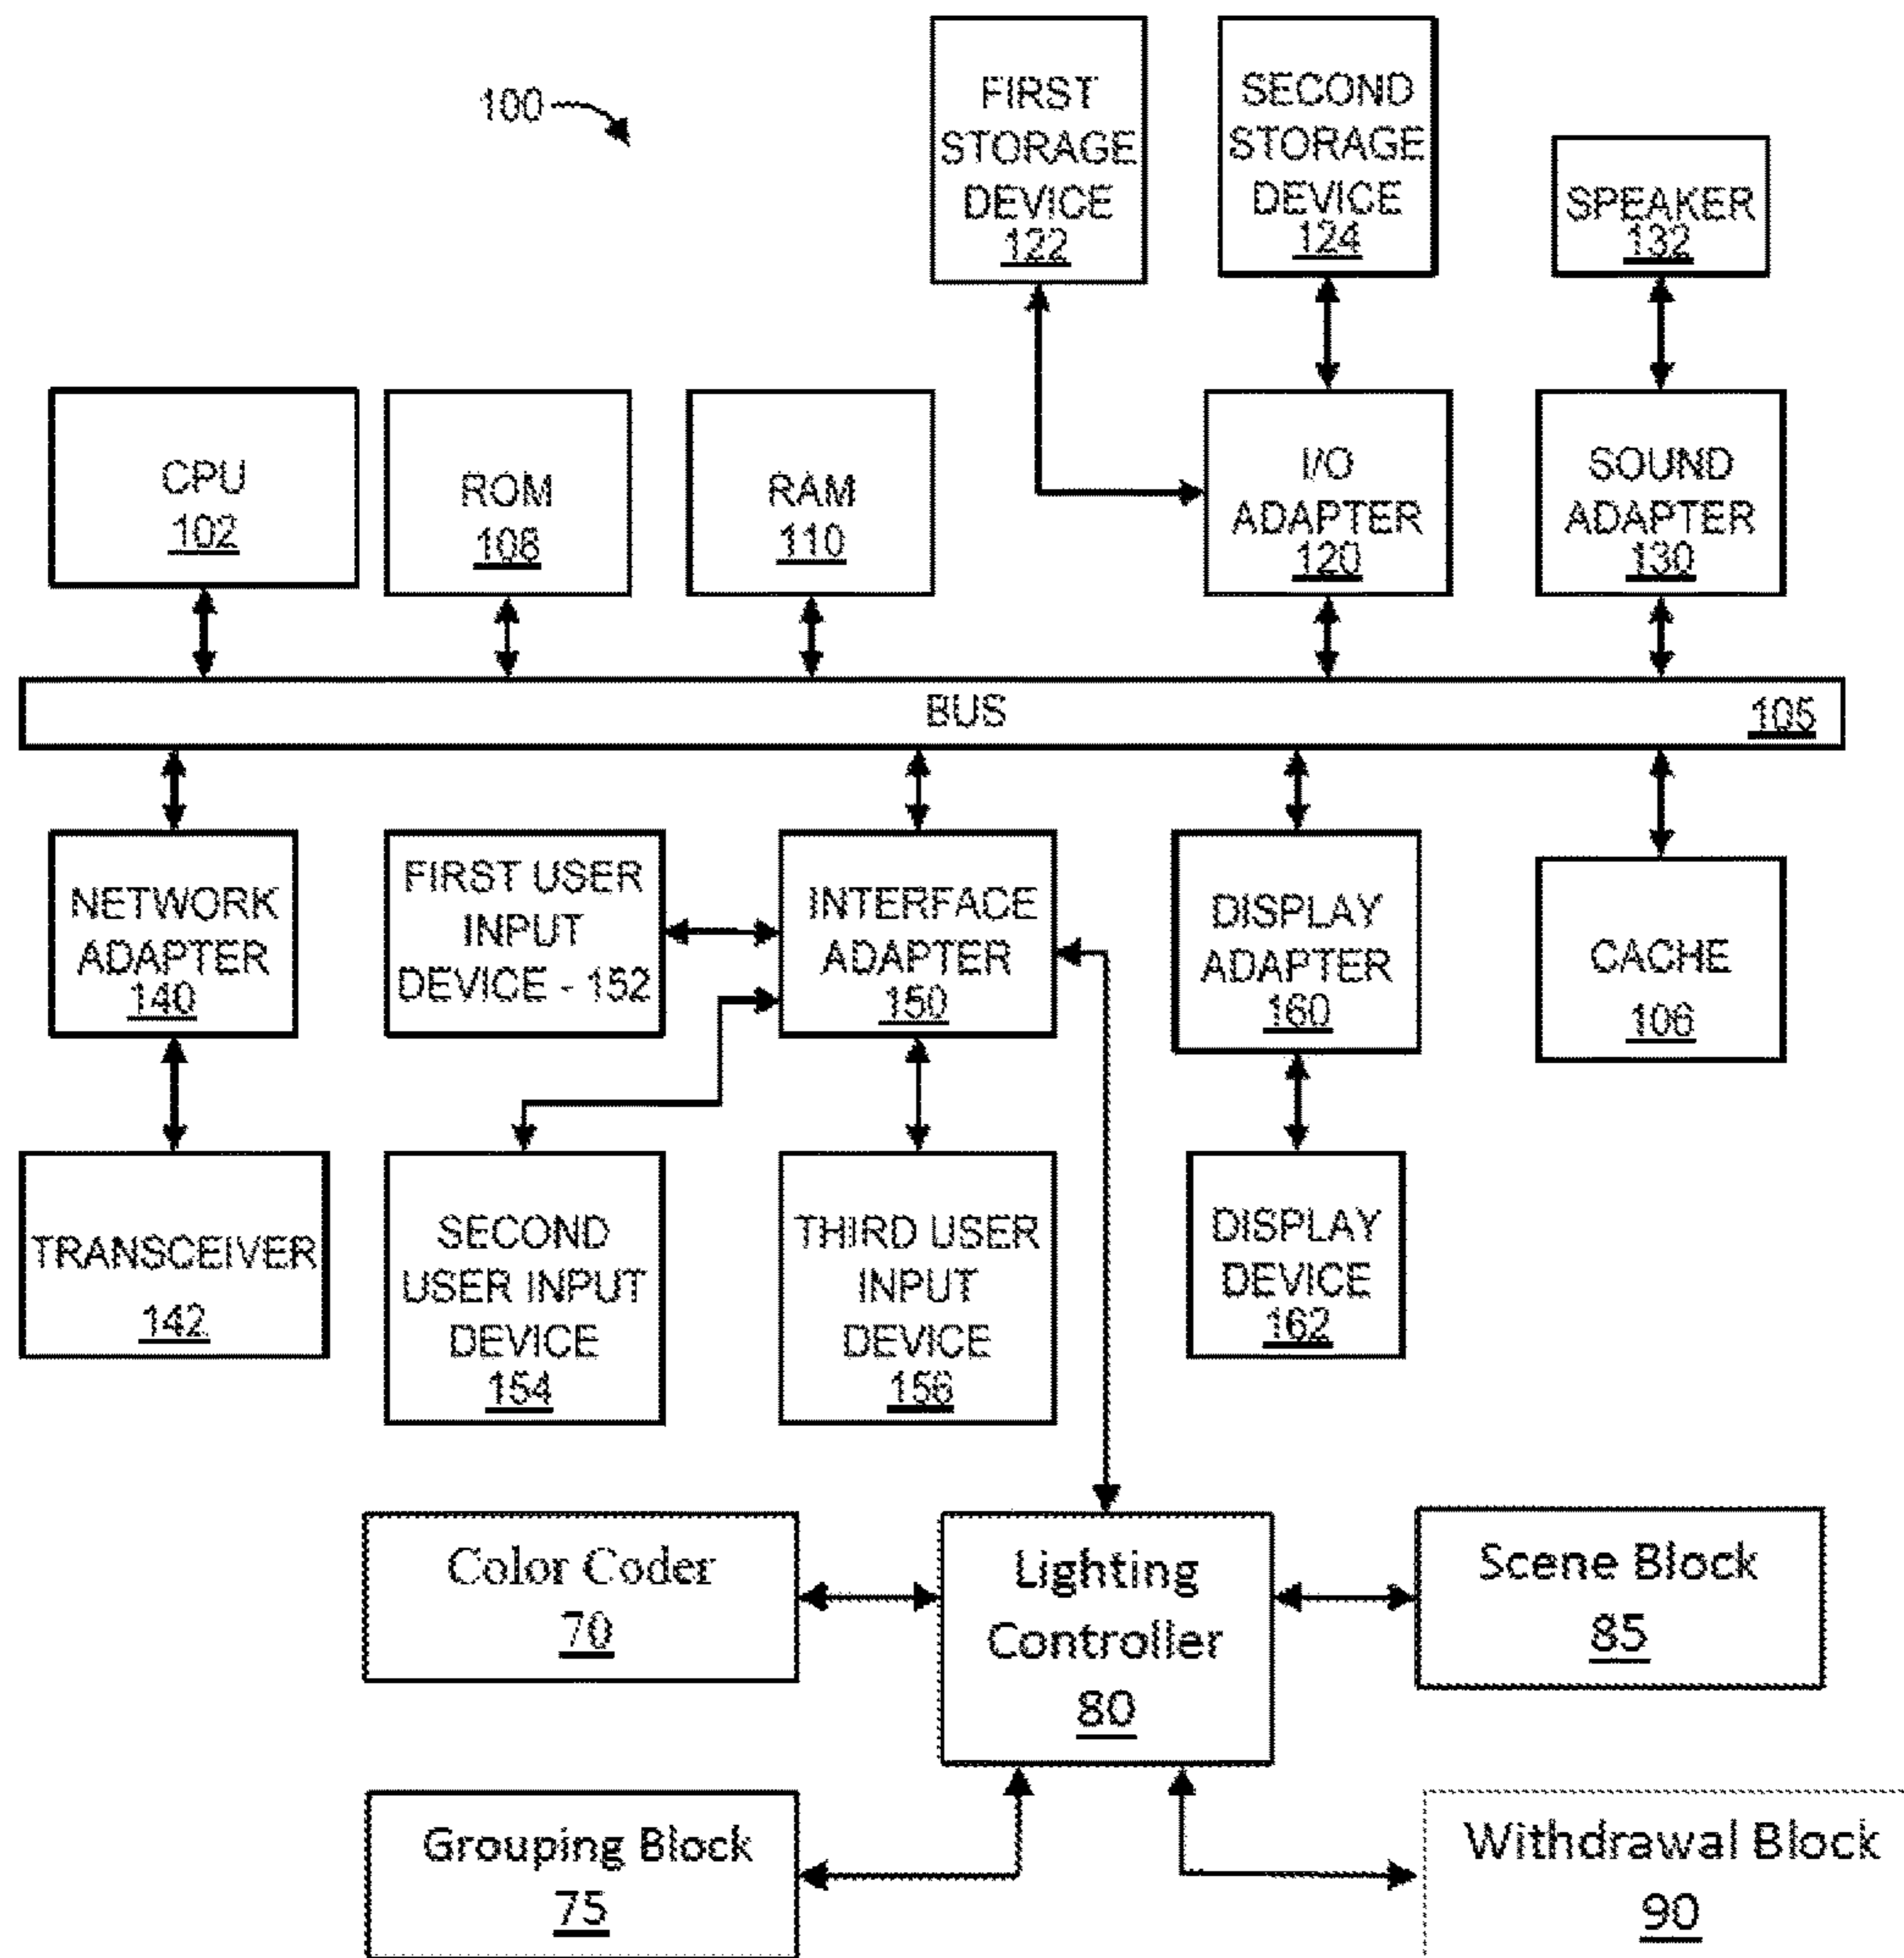 100
FIRST
STORAGE
DEVICE
122
SECOND
STORAGE
DEVICE
124
SPEAKER
132
CPU
102
ROM
108
RAM
110
I/O
ADAPTER
120
SOUND
ADAPTER
130
BUS
105
NETWORK
ADAPTER
140
FIRST USER
INPUT
DEVICE - 152
INTERFACE
ADAPTER
150
DISPLAY
ADAPTER
160
CACHE
106
TRANSCEIVER
142
SECOND
USER INPUT
DEVICE
154
THIRD USER
INPUT
DEVICE
156
DISPLAY
DEVICE
162
Color Coder
70
Lighting
Controller
80
Scene Block
85
Grouping Block
75
Withdrawal Block
90